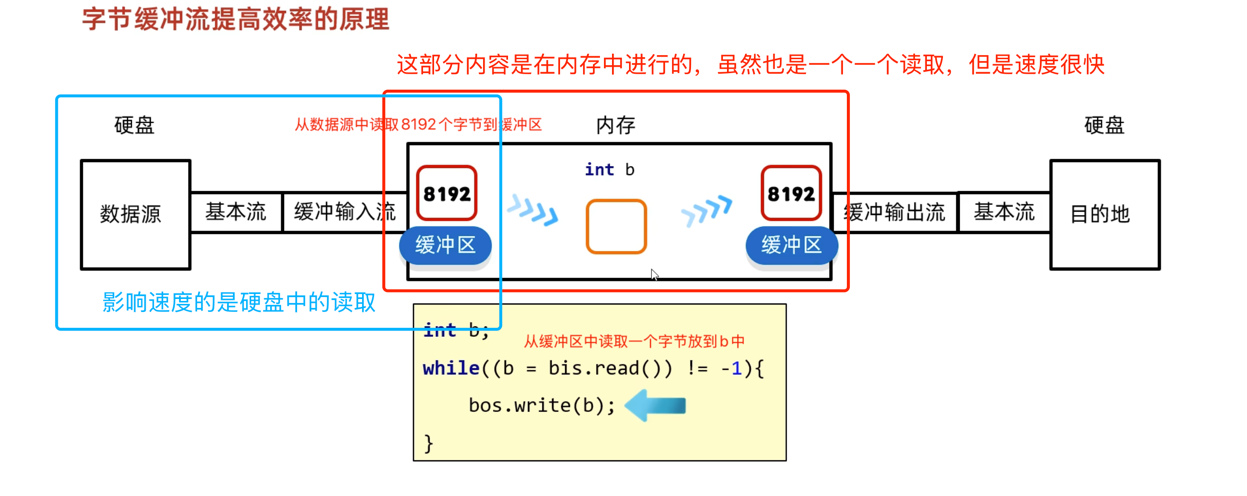 字节缓冲流提高效率的原理
这部分内容是在内存中进行的，虽然也是一个一个读取，但是速度很快
硬盘
从数据源中读取8192个字节到缓冲区
内存
硬盘
数据源
基本流
缓冲输入流
8192
缓冲区
int b
8192
缓冲区
缓冲输出流
基本流
目的地
影响速度的是硬盘中的读取
int b;
从缓冲区中读取一个字节放到b中
while((b = bis.read()) != -1){
bos.write(b);
}